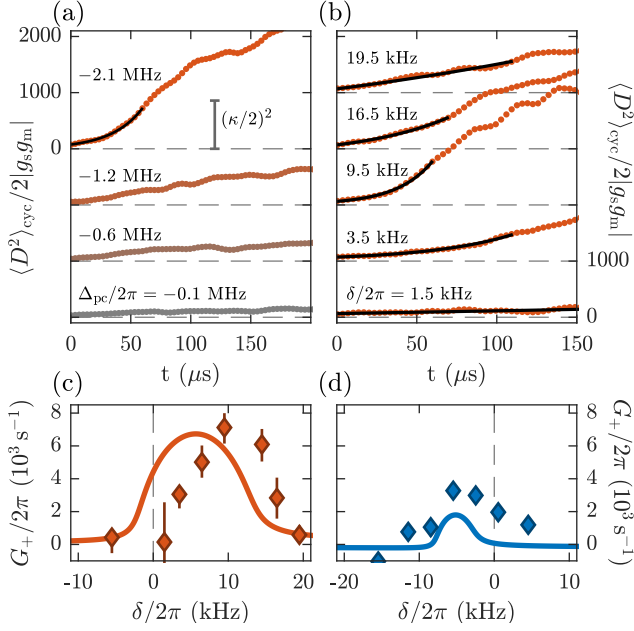 (a)
(b)
2000
1000
0
−2.1 MHz
(κ/2)²
−1.2 MHz
−0.6 MHz
Δpc/2π = −0.1 MHz
⟨D²⟩cyc/2|gsgm|
0 50 100 150
t (μs)
19.5 kHz
16.5 kHz
9.5 kHz
3.5 kHz
δ/2π = 1.5 kHz
1000
0
⟨D²⟩cyc/2|gsgm|
0 50 100 150
t (μs)
(c)
(d)
8
6
4
2
0
G+/2π (10³ s⁻¹)
-10 0 10 20
δ/2π (kHz)
8
6
4
2
0
G+/2π (10³ s⁻¹)
-20 -10 0 10
δ/2π (kHz)